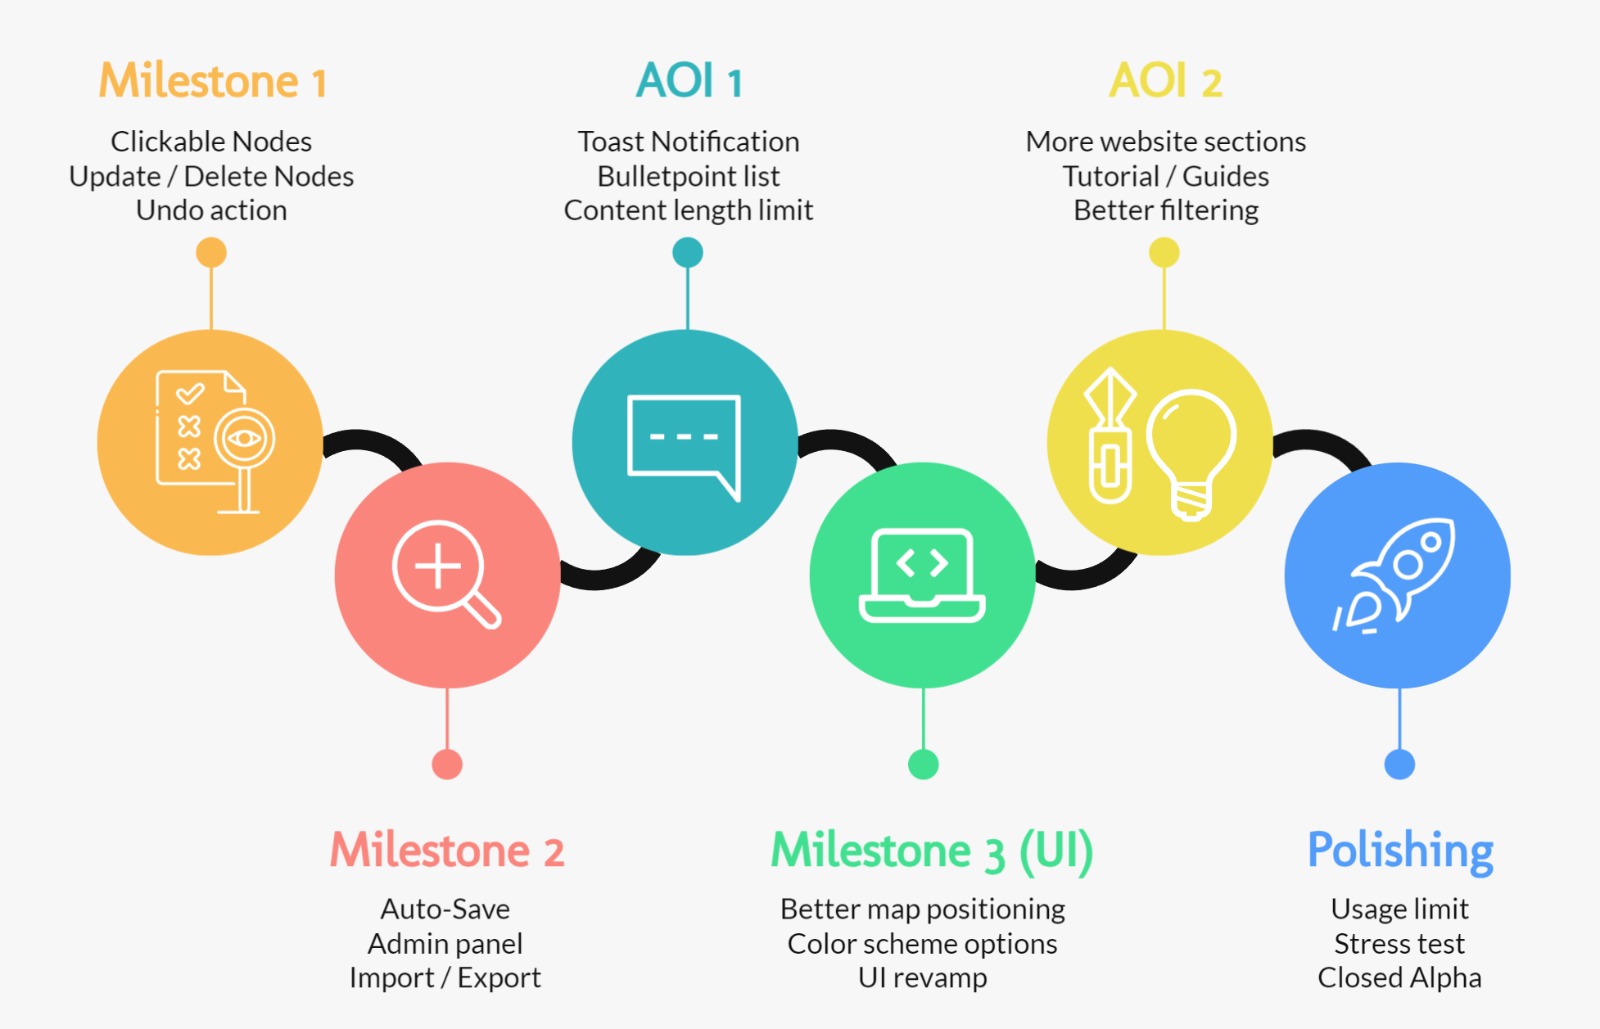 Milestone 1
Clickable Nodes
Update / Delete Nodes
Undo action
AOI 1
Toast Notification
Bulletpoint list
Content length limit
AOI 2
More website sections
Tutorial / Guides
Better filtering
Milestone 2
Auto-Save
Admin panel
Import / Export
Milestone 3 (UI)
Better map positioning
Color scheme options
UI revamp
Polishing
Usage limit
Stress test
Closed Alpha